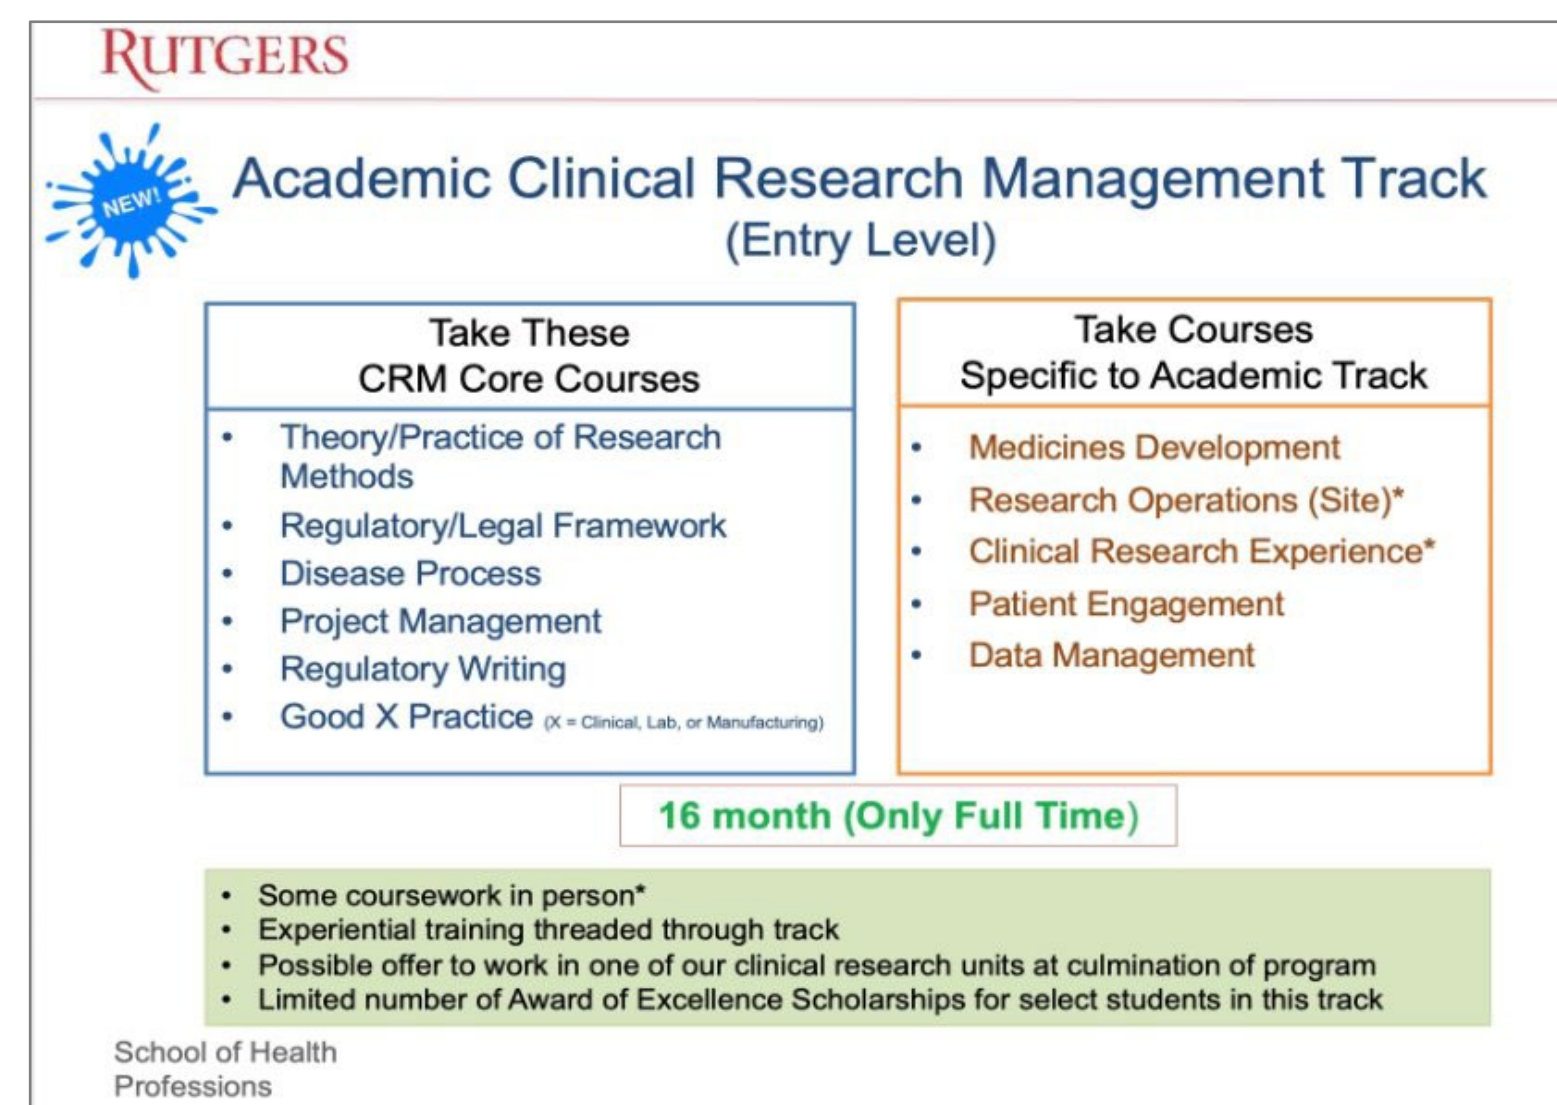 RUTGERS
NEW!
Academic Clinical Research Management Track
(Entry Level)
Take These
CRM Core Courses
• Theory/Practice of Research
Methods
• Regulatory/Legal Framework
• Disease Process
• Project Management
• Regulatory Writing
• Good X Practice (X = Clinical, Lab, or Manufacturing)
Take Courses
Specific to Academic Track
• Medicines Development
• Research Operations (Site)*
• Clinical Research Experience*
• Patient Engagement
• Data Management
16 month (Only Full Time)
• Some coursework in person*
• Experiential training threaded through track
• Possible offer to work in one of our clinical research units at culmination of program
• Limited number of Award of Excellence Scholarships for select students in this track
School of Health
Professions